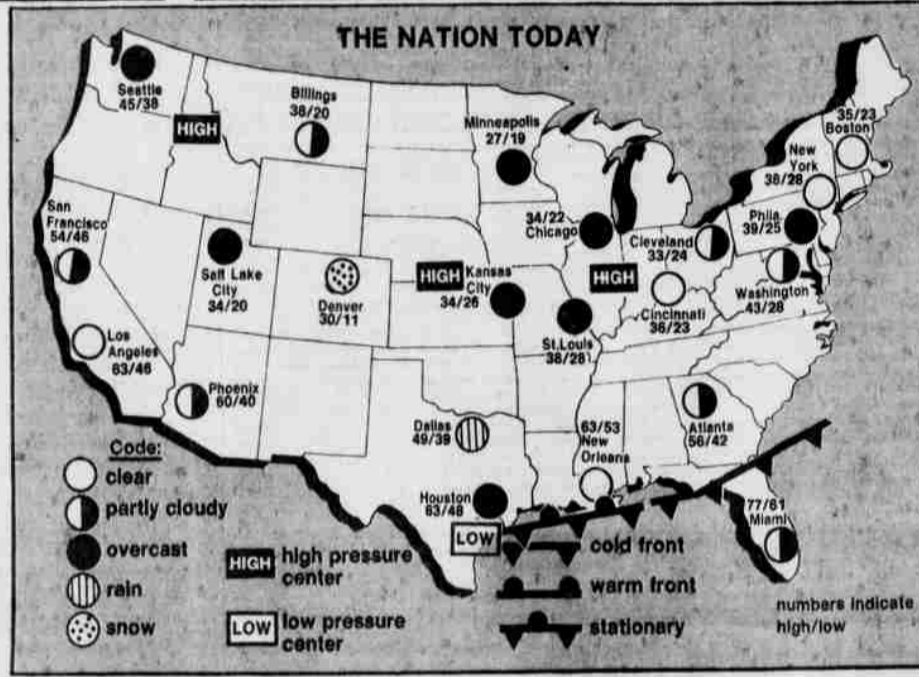 THE NATION TODAY
Seattle
45/38
HIGH
Billings
38/20
Minneapolis
27/19
35/23
Boston
New
York
38/28
San
Francisco
54/46
Salt Lake
City
34/20
Denver
30/11
HIGH
Kansas
City
34/26
34/22
Chicago
HIGH
Cleveland
33/24
Phila.
39/25
Washington
43/28
Cincinnati
36/23
St.Louis
38/28
Los
Angeles
63/46
Phoenix
60/40
Dallas
49/39
63/53
New
Orleans
Atlanta
56/42
Houston
63/48
LOW
77/61
Miami
Code:
clear
partly cloudy
overcast
rain
snow
HIGH high pressure
center
LOW low pressure
center
cold front
warm front
stationary
numbers indicate
high/low